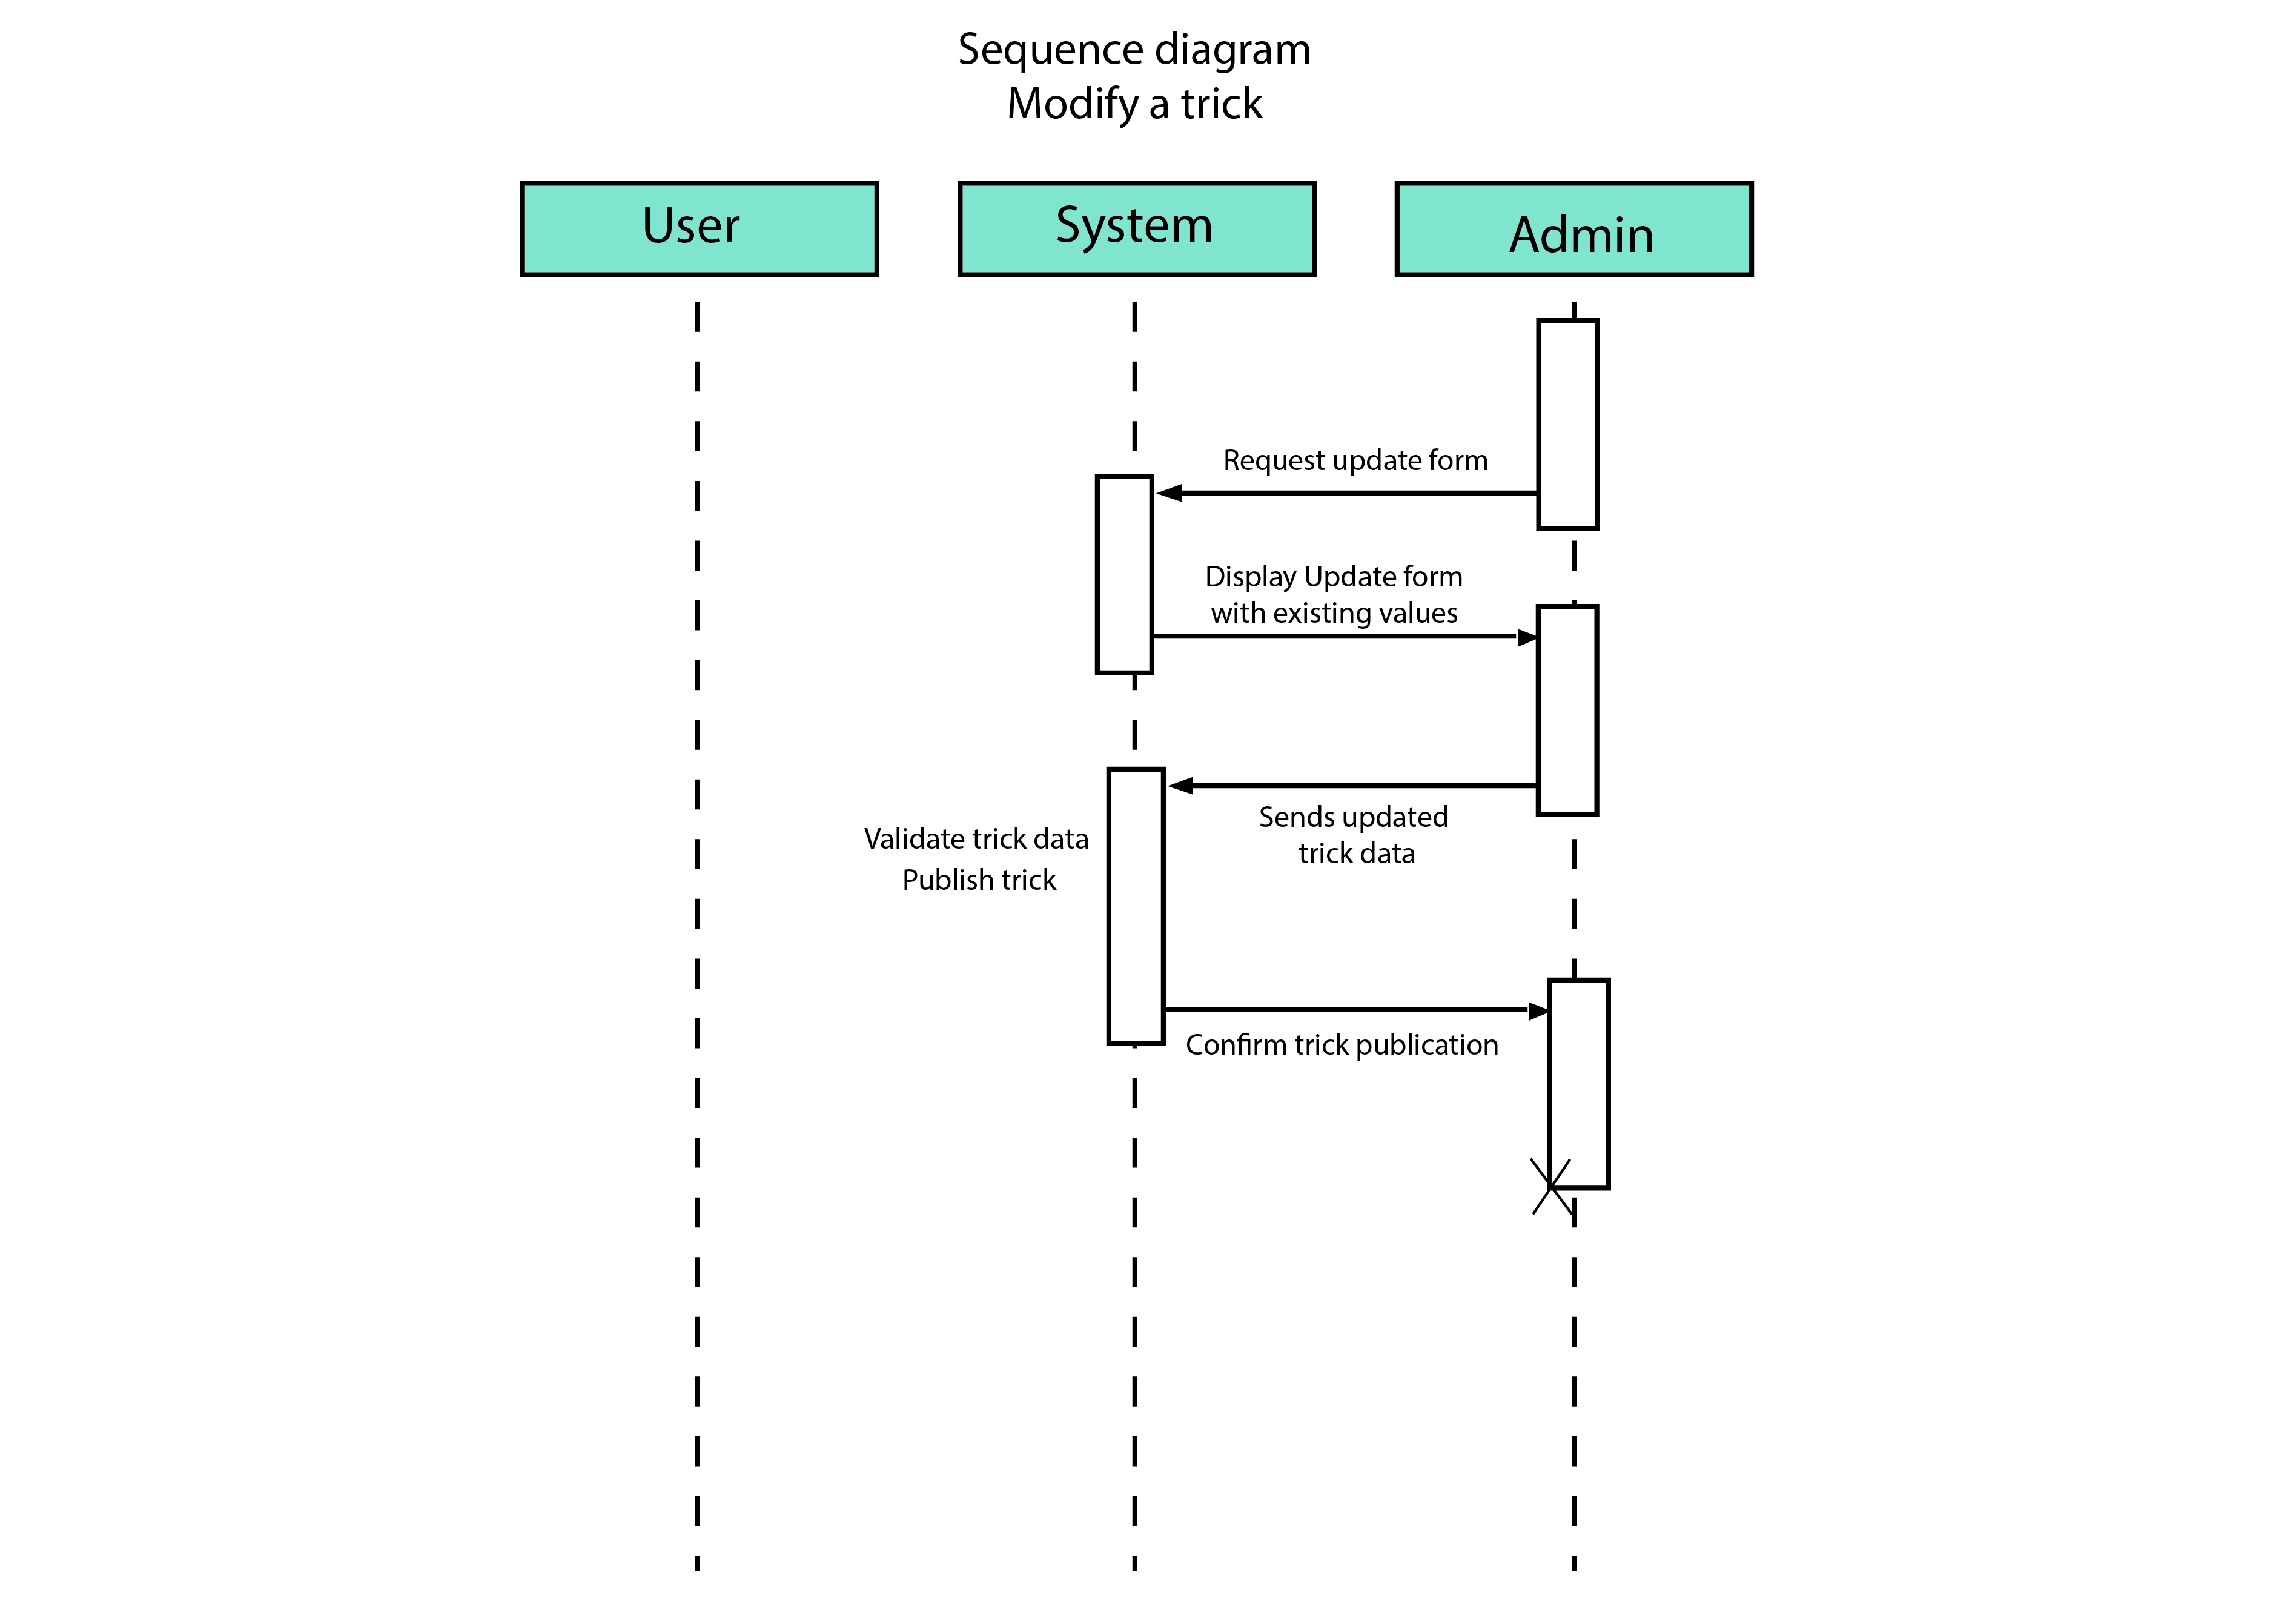 Sequence diagram
Modify a trick
User
System
Admin
Request update form
Display Update form
with existing values
Sends updated
trick data
Validate trick data
Publish trick
Confirm trick publication